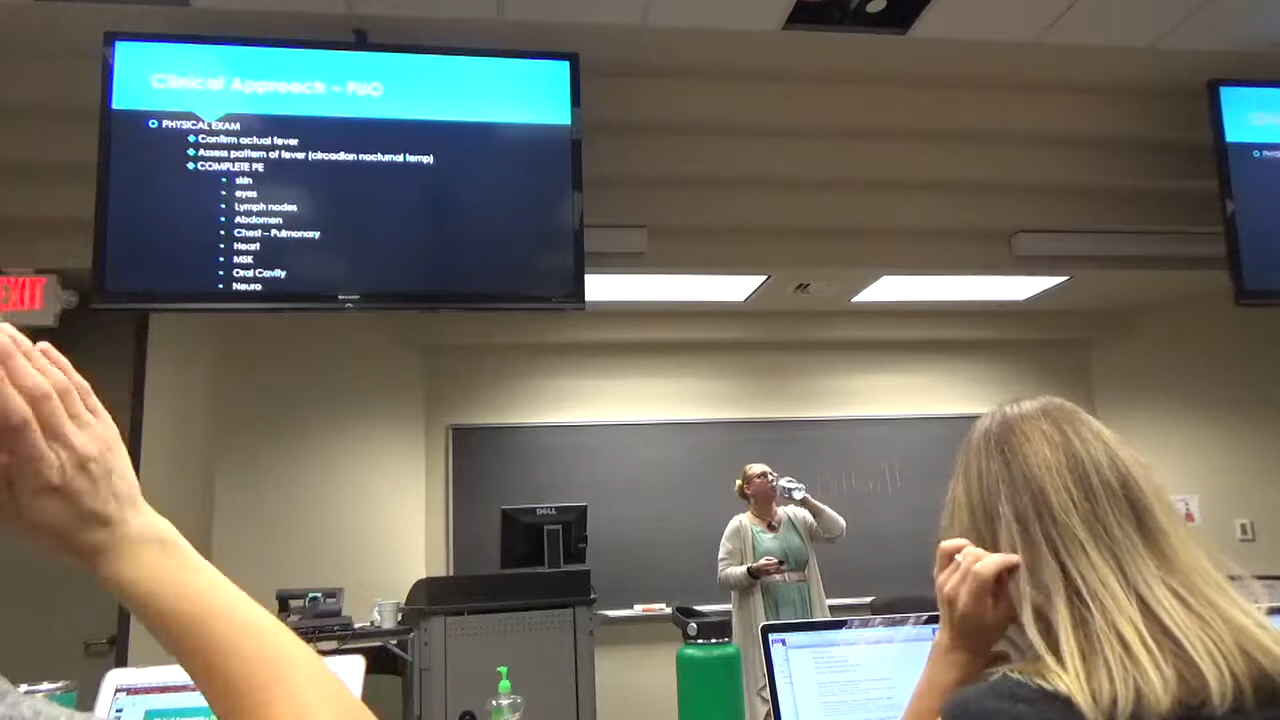 Clinical Approach – FUO
PHYSICAL EXAM
Confirm actual fever
Assess pattern of fever (circadian nocturnal temp)
COMPLETE PE
skin
eyes
Lymph nodes
Abdomen
Chest – Pulmonary
Heart
MSK
Oral Cavity
Neuro
SHARP
EXIT
DELL